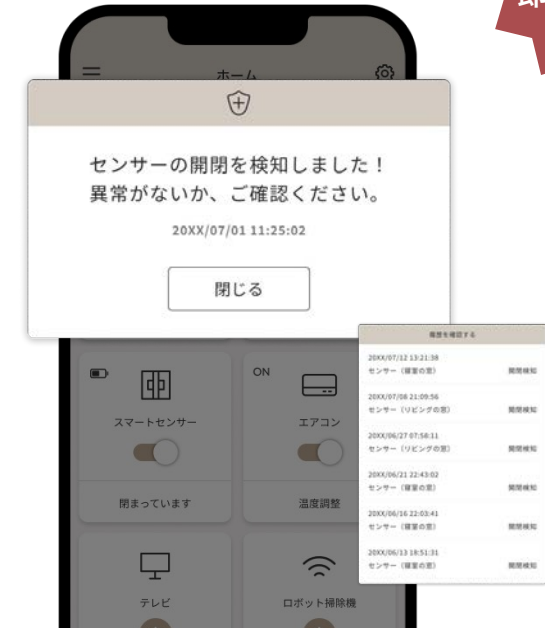 ホーム
センサーの開閉を検知しました！
異常がないか、ご確認ください。
20XX/07/01 11:25:02
閉じる
スマートセンサー
閉まっています
ON
エアコン
温度調整
テレビ
ロボット掃除機
履歴を確認する
20XX/07/12 13:21:38
センサー（寝室の窓） 開閉検知
20XX/07/08 21:09:56
センサー（リビングの窓） 開閉検知
20XX/06/27 07:58:11
センサー（リビングの窓） 開閉検知
20XX/06/21 22:43:02
センサー（寝室の窓） 開閉検知
20XX/06/16 22:03:41
センサー（寝室の窓） 開閉検知
20XX/06/13 18:51:31
センサー（寝室の窓） 開閉検知